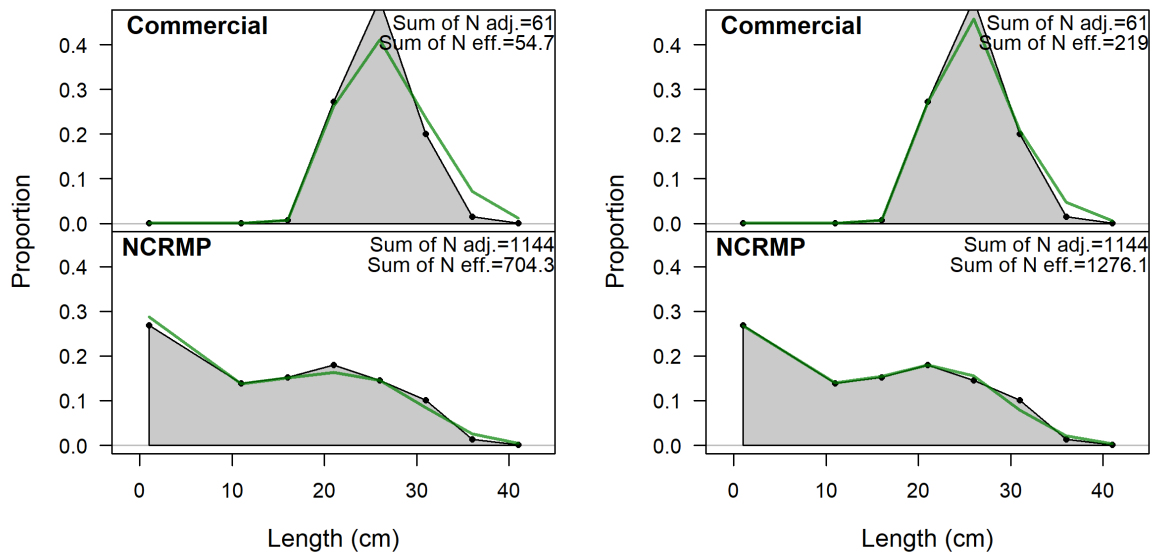 Commercial
Sum of N adj.=61
Sum of N eff.=54.7
0.4
0.3
0.2
0.1
0.0
NCRMP
Sum of N adj.=1144
Sum of N eff.=704.3
0.4
0.3
0.2
0.1
0.0
Proportion
0 10 20 30 40
Length (cm)
Commercial
Sum of N adj.=61
Sum of N eff.=219
0.4
0.3
0.2
0.1
0.0
NCRMP
Sum of N adj.=1144
Sum of N eff.=1276.1
0.4
0.3
0.2
0.1
0.0
Proportion
0 10 20 30 40
Length (cm)